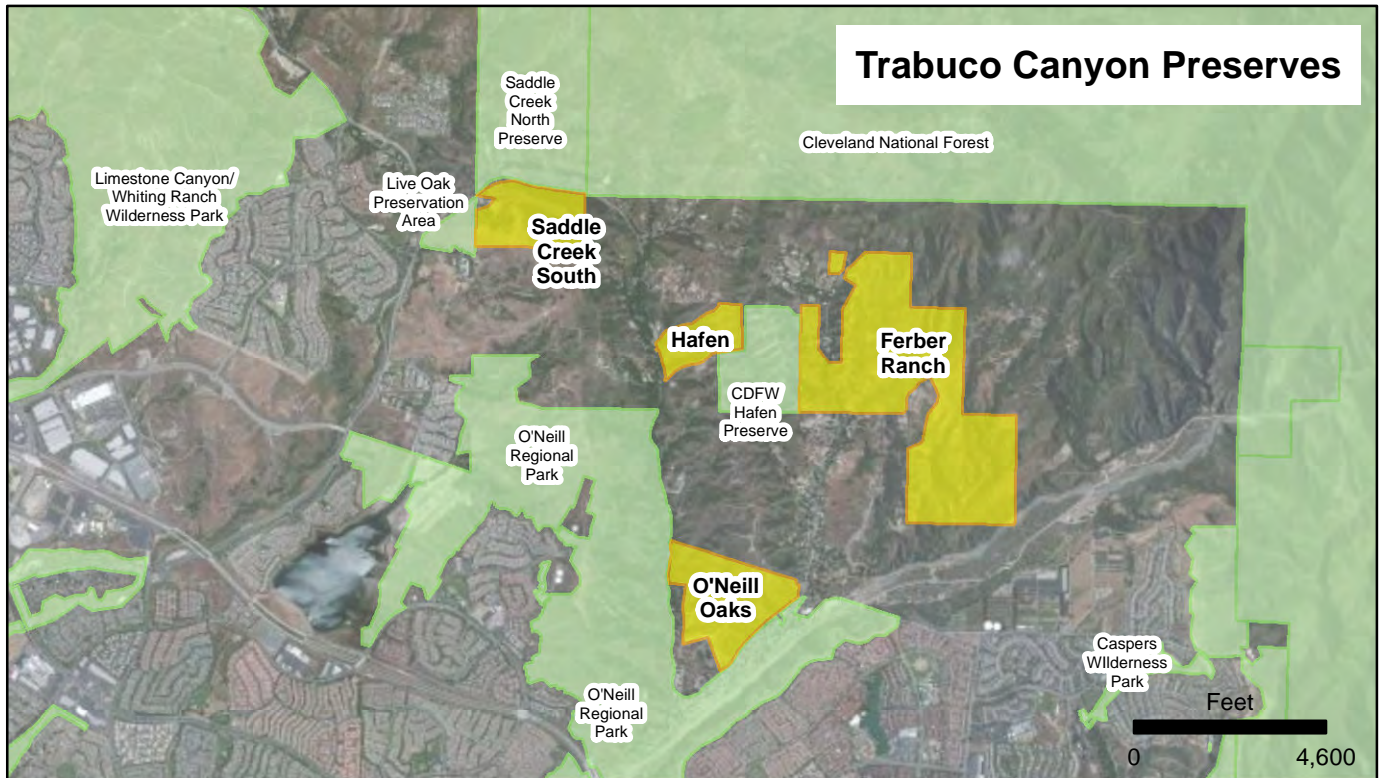 Trabuco Canyon Preserves
Saddle
Creek
North
Preserve
Cleveland National Forest
Limestone Canyon/
Whiting Ranch
Wilderness Park
Live Oak
Preservation
Area
Saddle
Creek
South
Hafen
Ferber
Ranch
CDFW
Hafen
Preserve
O'Neill
Regional
Park
O'Neill
Oaks
Caspers
WIlderness
Park
O'Neill
Regional
Park
Feet
0 4,600